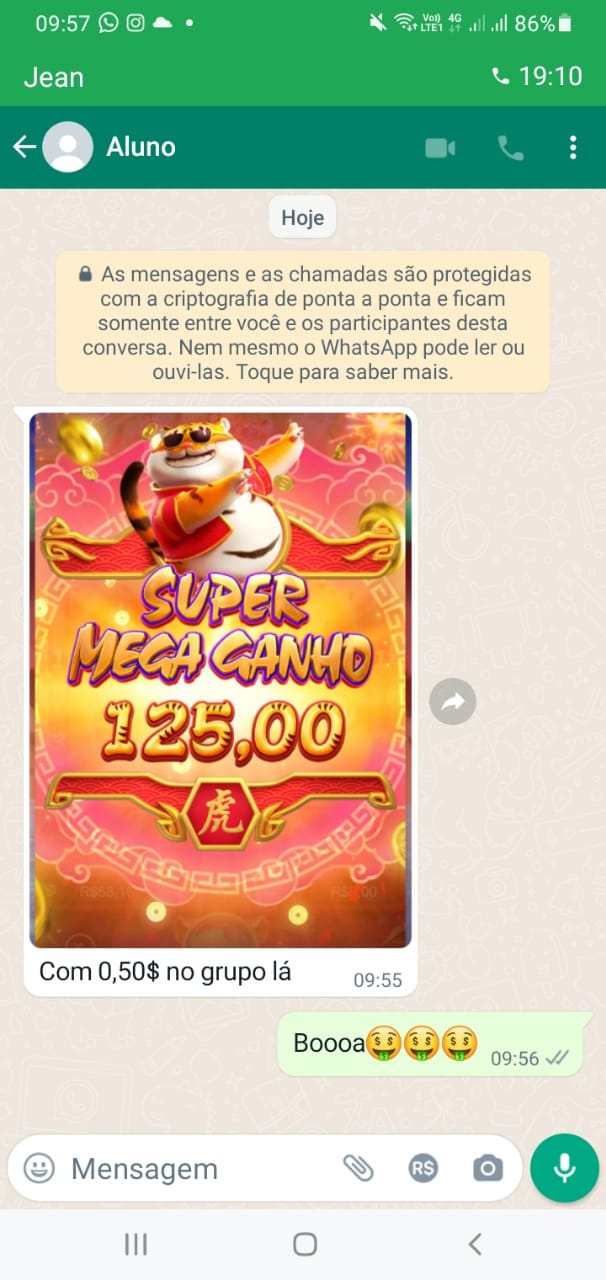 09:57
Vo)) 4G
LTE1
86%
Jean
19:10
Aluno
Hoje
As mensagens e as chamadas são protegidas
com a criptografia de ponta a ponta e ficam
somente entre você e os participantes desta
conversa. Nem mesmo o WhatsApp pode ler ou
ouvi-las. Toque para saber mais.
SUPER
MEGA GANHO
125,00
虎
Com 0,50$ no grupo lá
09:55
Boooa🤑🤑🤑
09:56
Mensagem
R$